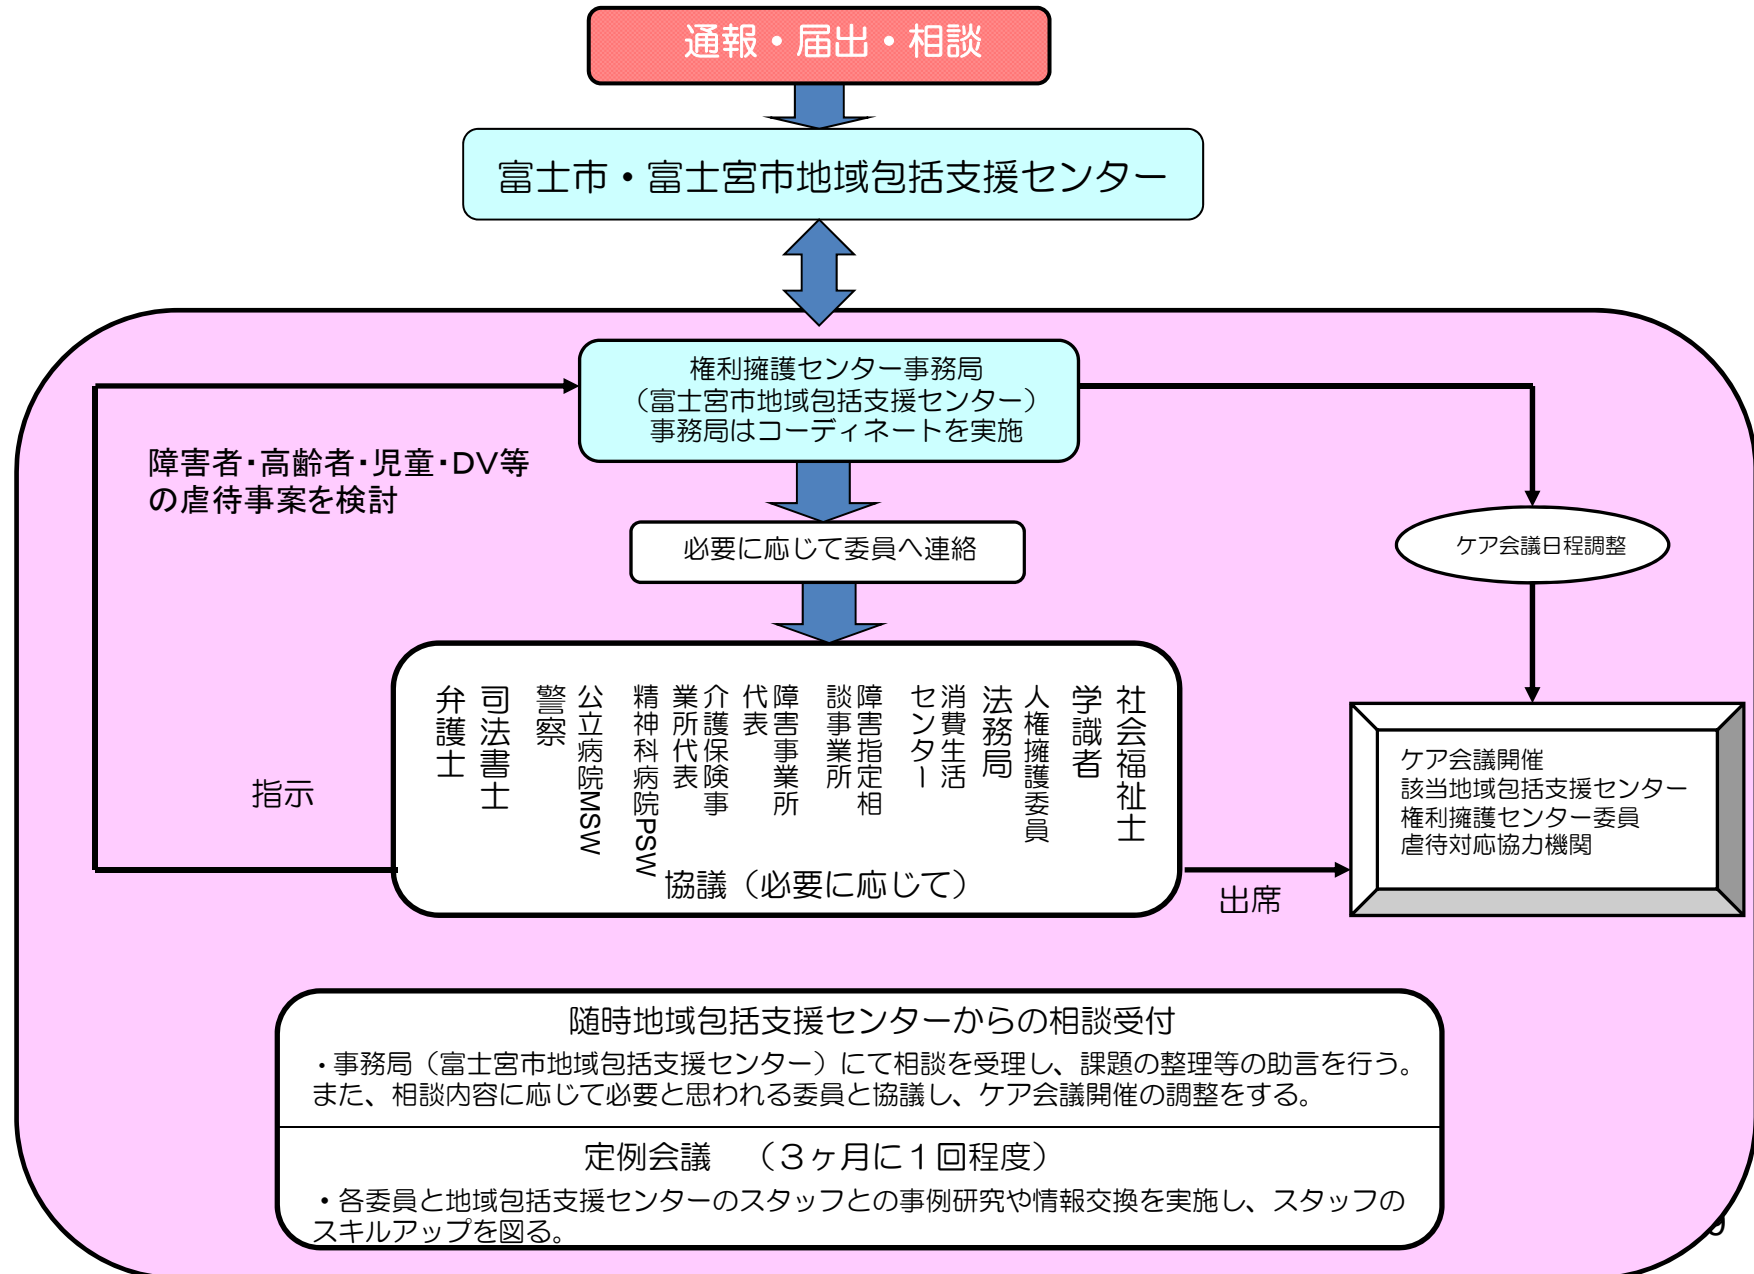 通報・届出・相談
富士市・富士宮市地域包括支援センター
権利擁護センター事務局
（富士宮市地域包括支援センター）
事務局はコーディネートを実施
障害者・高齢者・児童・DV等
の虐待事案を検討
必要に応じて委員へ連絡
ケア会議日程調整
社会福祉士
学識者
人権擁護委員
法務局
消費生活
センター
障害指定相
談事業所
障害事業所
代表
介護保険事
業所代表
精神科病院PSW
公立病院MSW
警察
司法書士
弁護士
協議（必要に応じて）
指示
出席
ケア会議開催
該当地域包括支援センター
権利擁護センター委員
虐待対応協力機関
随時地域包括支援センターからの相談受付
・事務局（富士宮市地域包括支援センター）にて相談を受理し、課題の整理等の助言を行う。
また、相談内容に応じて必要と思われる委員と協議し、ケア会議開催の調整をする。
定例会議　（３ヶ月に１回程度）
・各委員と地域包括支援センターのスタッフとの事例研究や情報交換を実施し、スタッフの
スキルアップを図る。